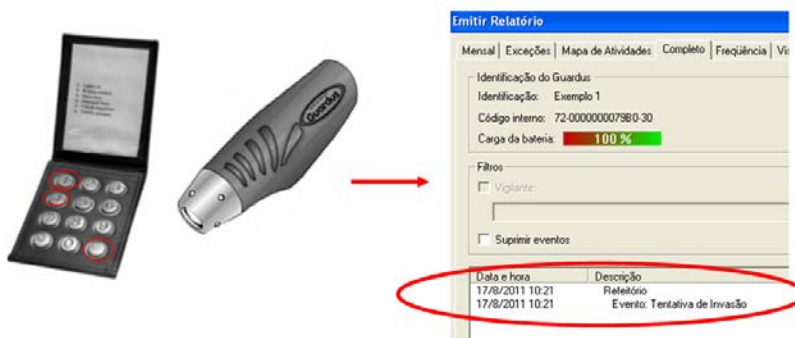 Guardus
Emitir Relatório
Mensal Exceções Mapa de Atividades Completo Freqüência
Identificação do Guardus
Identificação: Exemplo 1
Código interno: 72-0000000079B0-30
Carga da bateria: 100 %
Filtros
Vigilante:
Suprimir eventos
Data e hora Descrição
17/8/2011 10:21 Refeitório
17/8/2011 10:21 Evento: Tentativa de Invasão